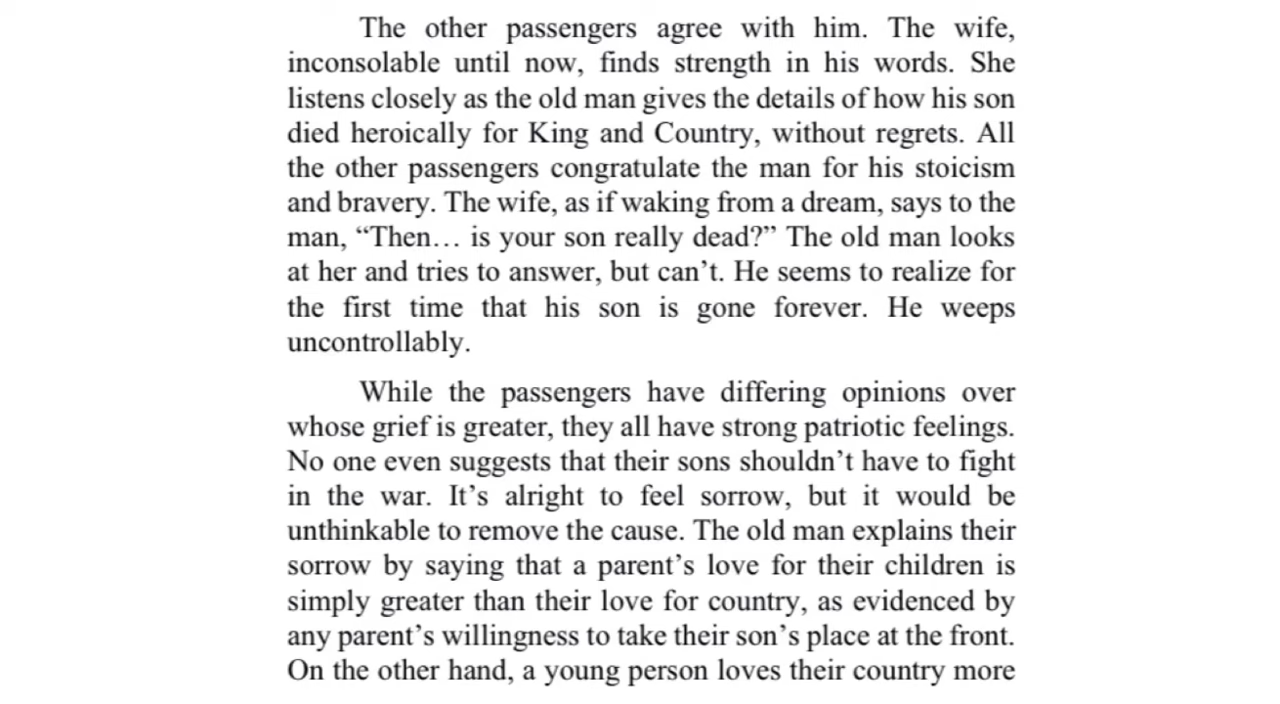 The other passengers agree with him. The wife,
inconsolable until now, finds strength in his words. She
listens closely as the old man gives the details of how his son
died heroically for King and Country, without regrets. All
the other passengers congratulate the man for his stoicism
and bravery. The wife, as if waking from a dream, says to the
man, “Then… is your son really dead?” The old man looks
at her and tries to answer, but can’t. He seems to realize for
the first time that his son is gone forever. He weeps
uncontrollably.
While the passengers have differing opinions over
whose grief is greater, they all have strong patriotic feelings.
No one even suggests that their sons shouldn’t have to fight
in the war. It’s alright to feel sorrow, but it would be
unthinkable to remove the cause. The old man explains their
sorrow by saying that a parent’s love for their children is
simply greater than their love for country, as evidenced by
any parent’s willingness to take their son’s place at the front.
On the other hand, a young person loves their country more